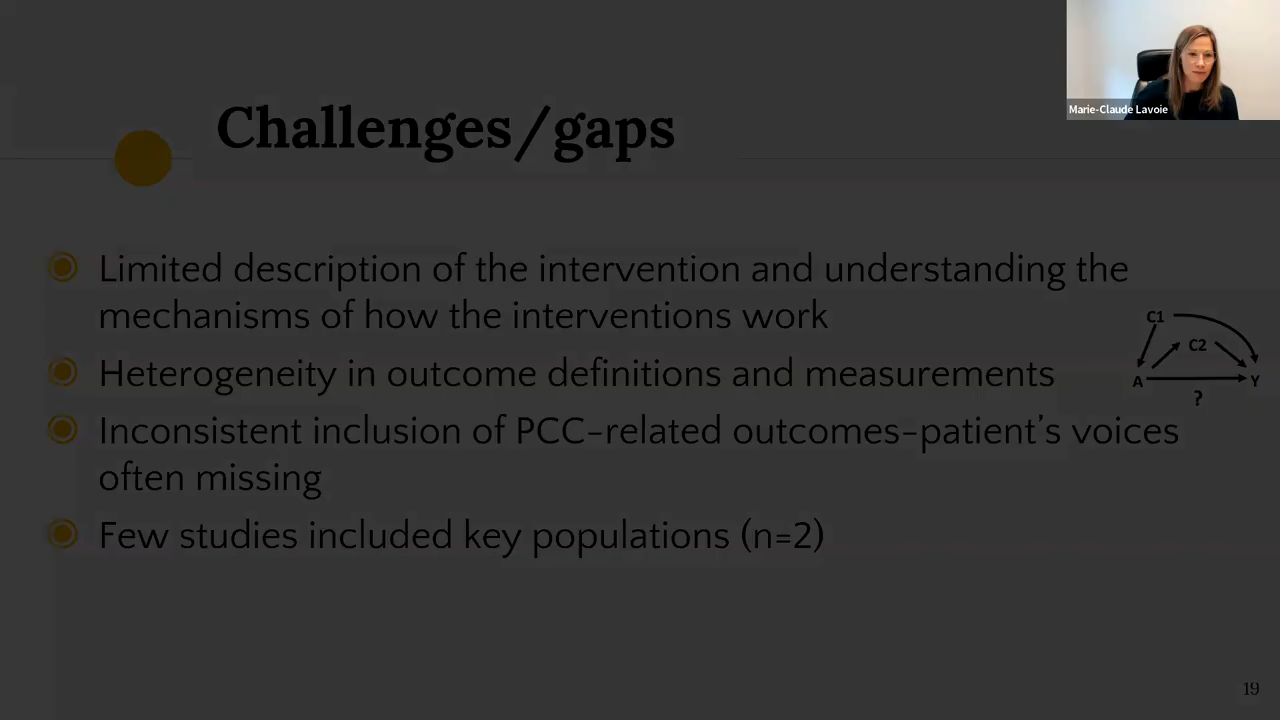 Marie-Claude Lavoie
Challenges/gaps
Limited description of the intervention and understanding the
mechanisms of how the interventions work
C1
C2
A
Y
?
Heterogeneity in outcome definitions and measurements
Inconsistent inclusion of PCC-related outcomes-patient’s voices
often missing
Few studies included key populations (n=2)
19